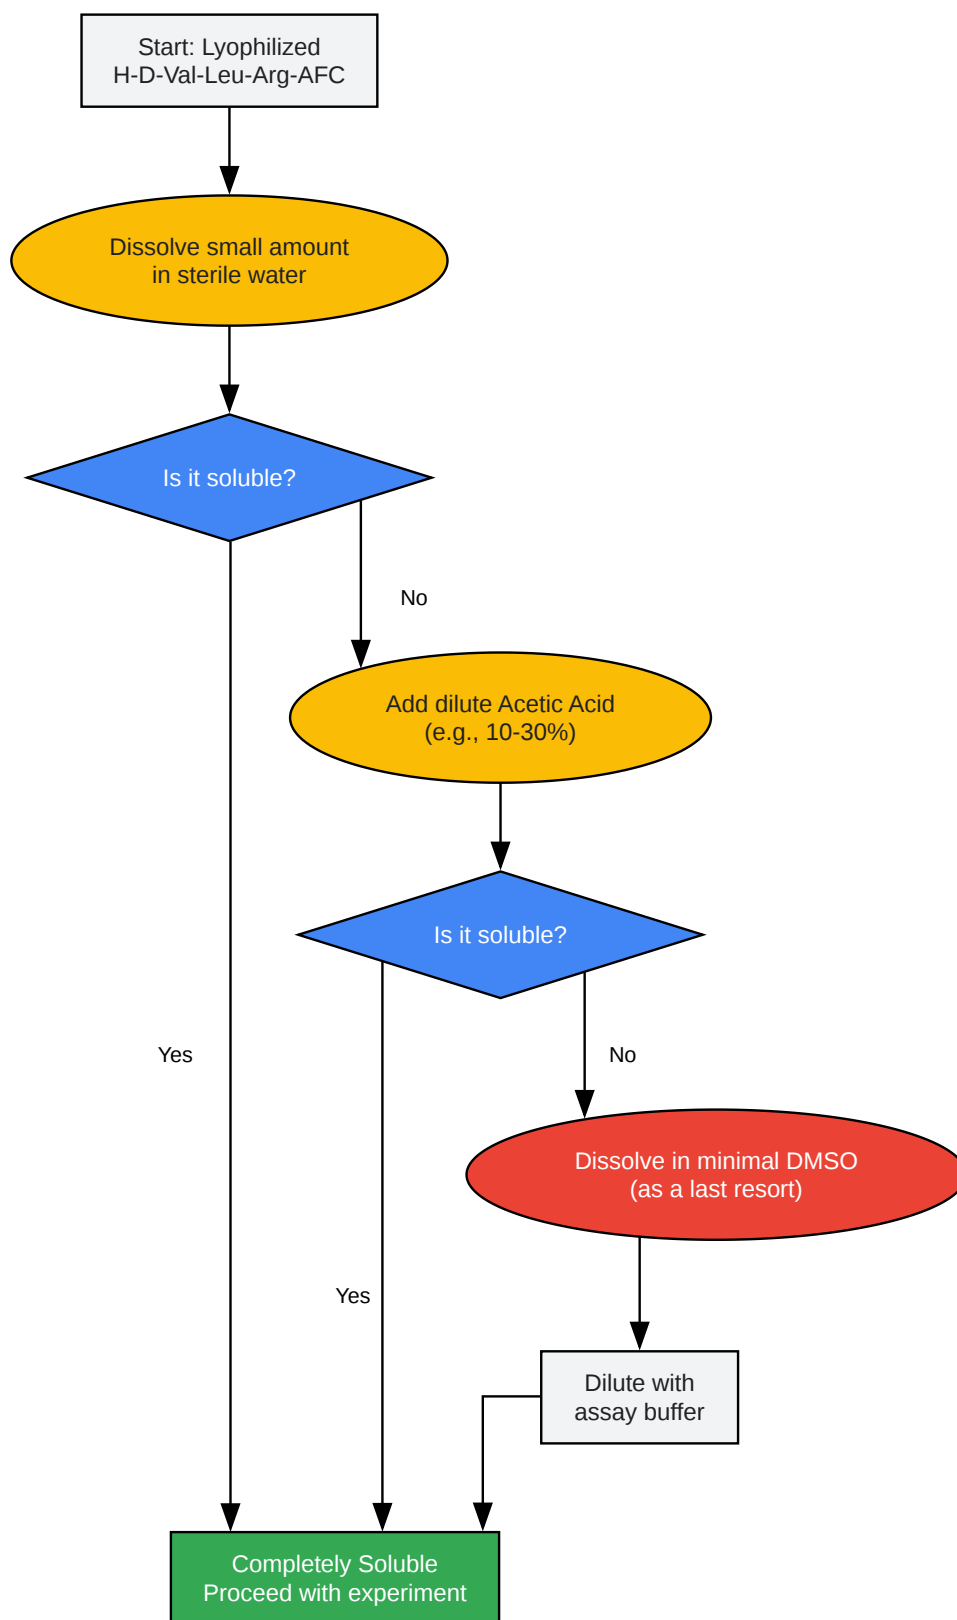 Start: Lyophilized
H-D-Val-Leu-Arg-AFC
Dissolve small amount
in sterile water
Is it soluble?
No
Add dilute Acetic Acid
(e.g., 10-30%)
Is it soluble?
Yes
No
Dissolve in minimal DMSO
(as a last resort)
Yes
Dilute with
assay buffer
Completely Soluble
Proceed with experiment